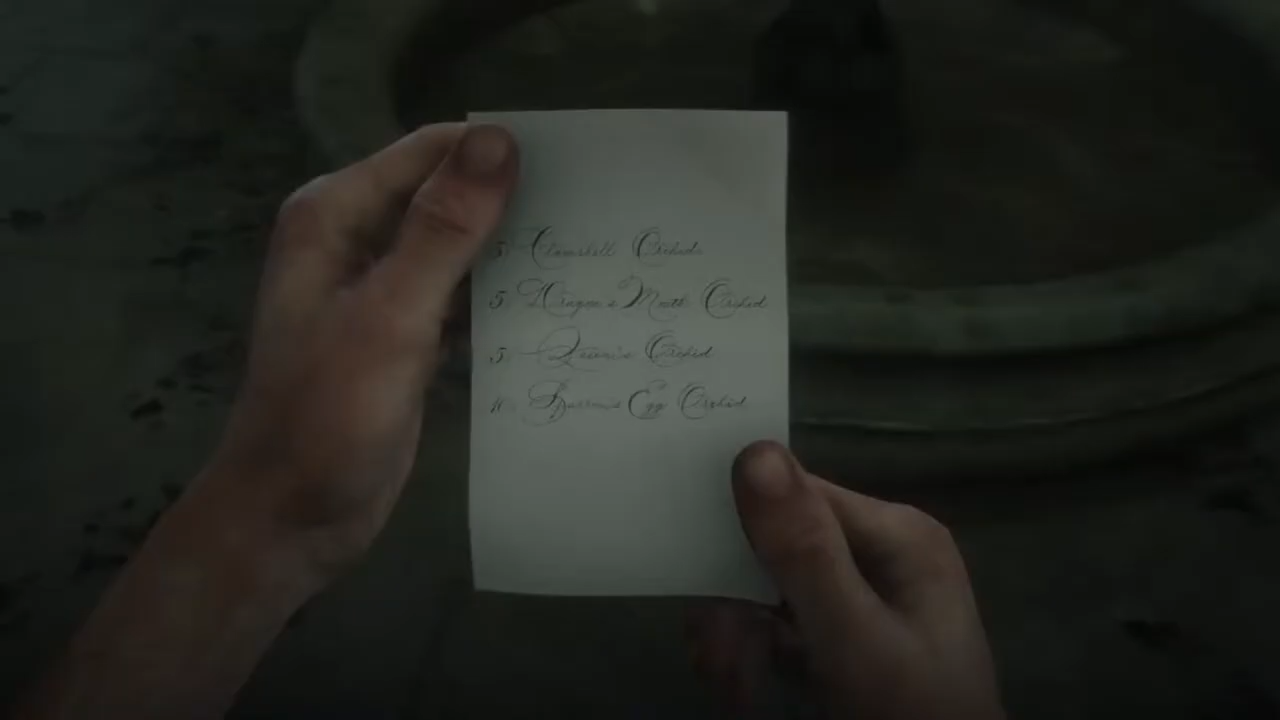 5. Clamshell Orchids
5. Dragon's Mouth Orchid
5. Queen's Orchid
10. Sparrow's Egg Orchid